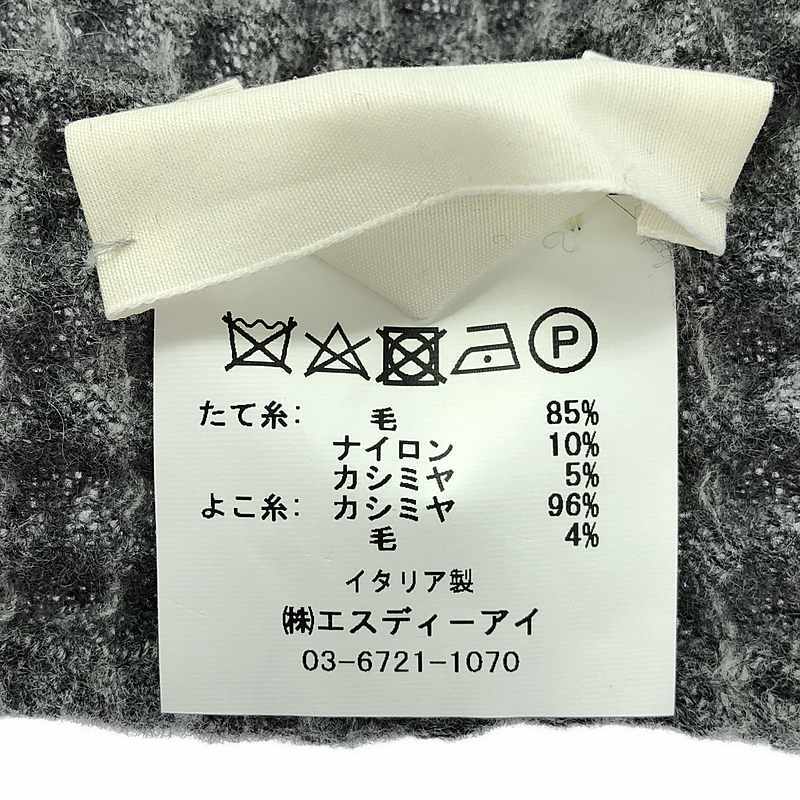 P
たて糸: 毛 85%
ナイロン 10%
カシミヤ 5%
よこ糸: カシミヤ 96%
毛 4%
イタリア製
㈱エスディーアイ
03-6721-1070